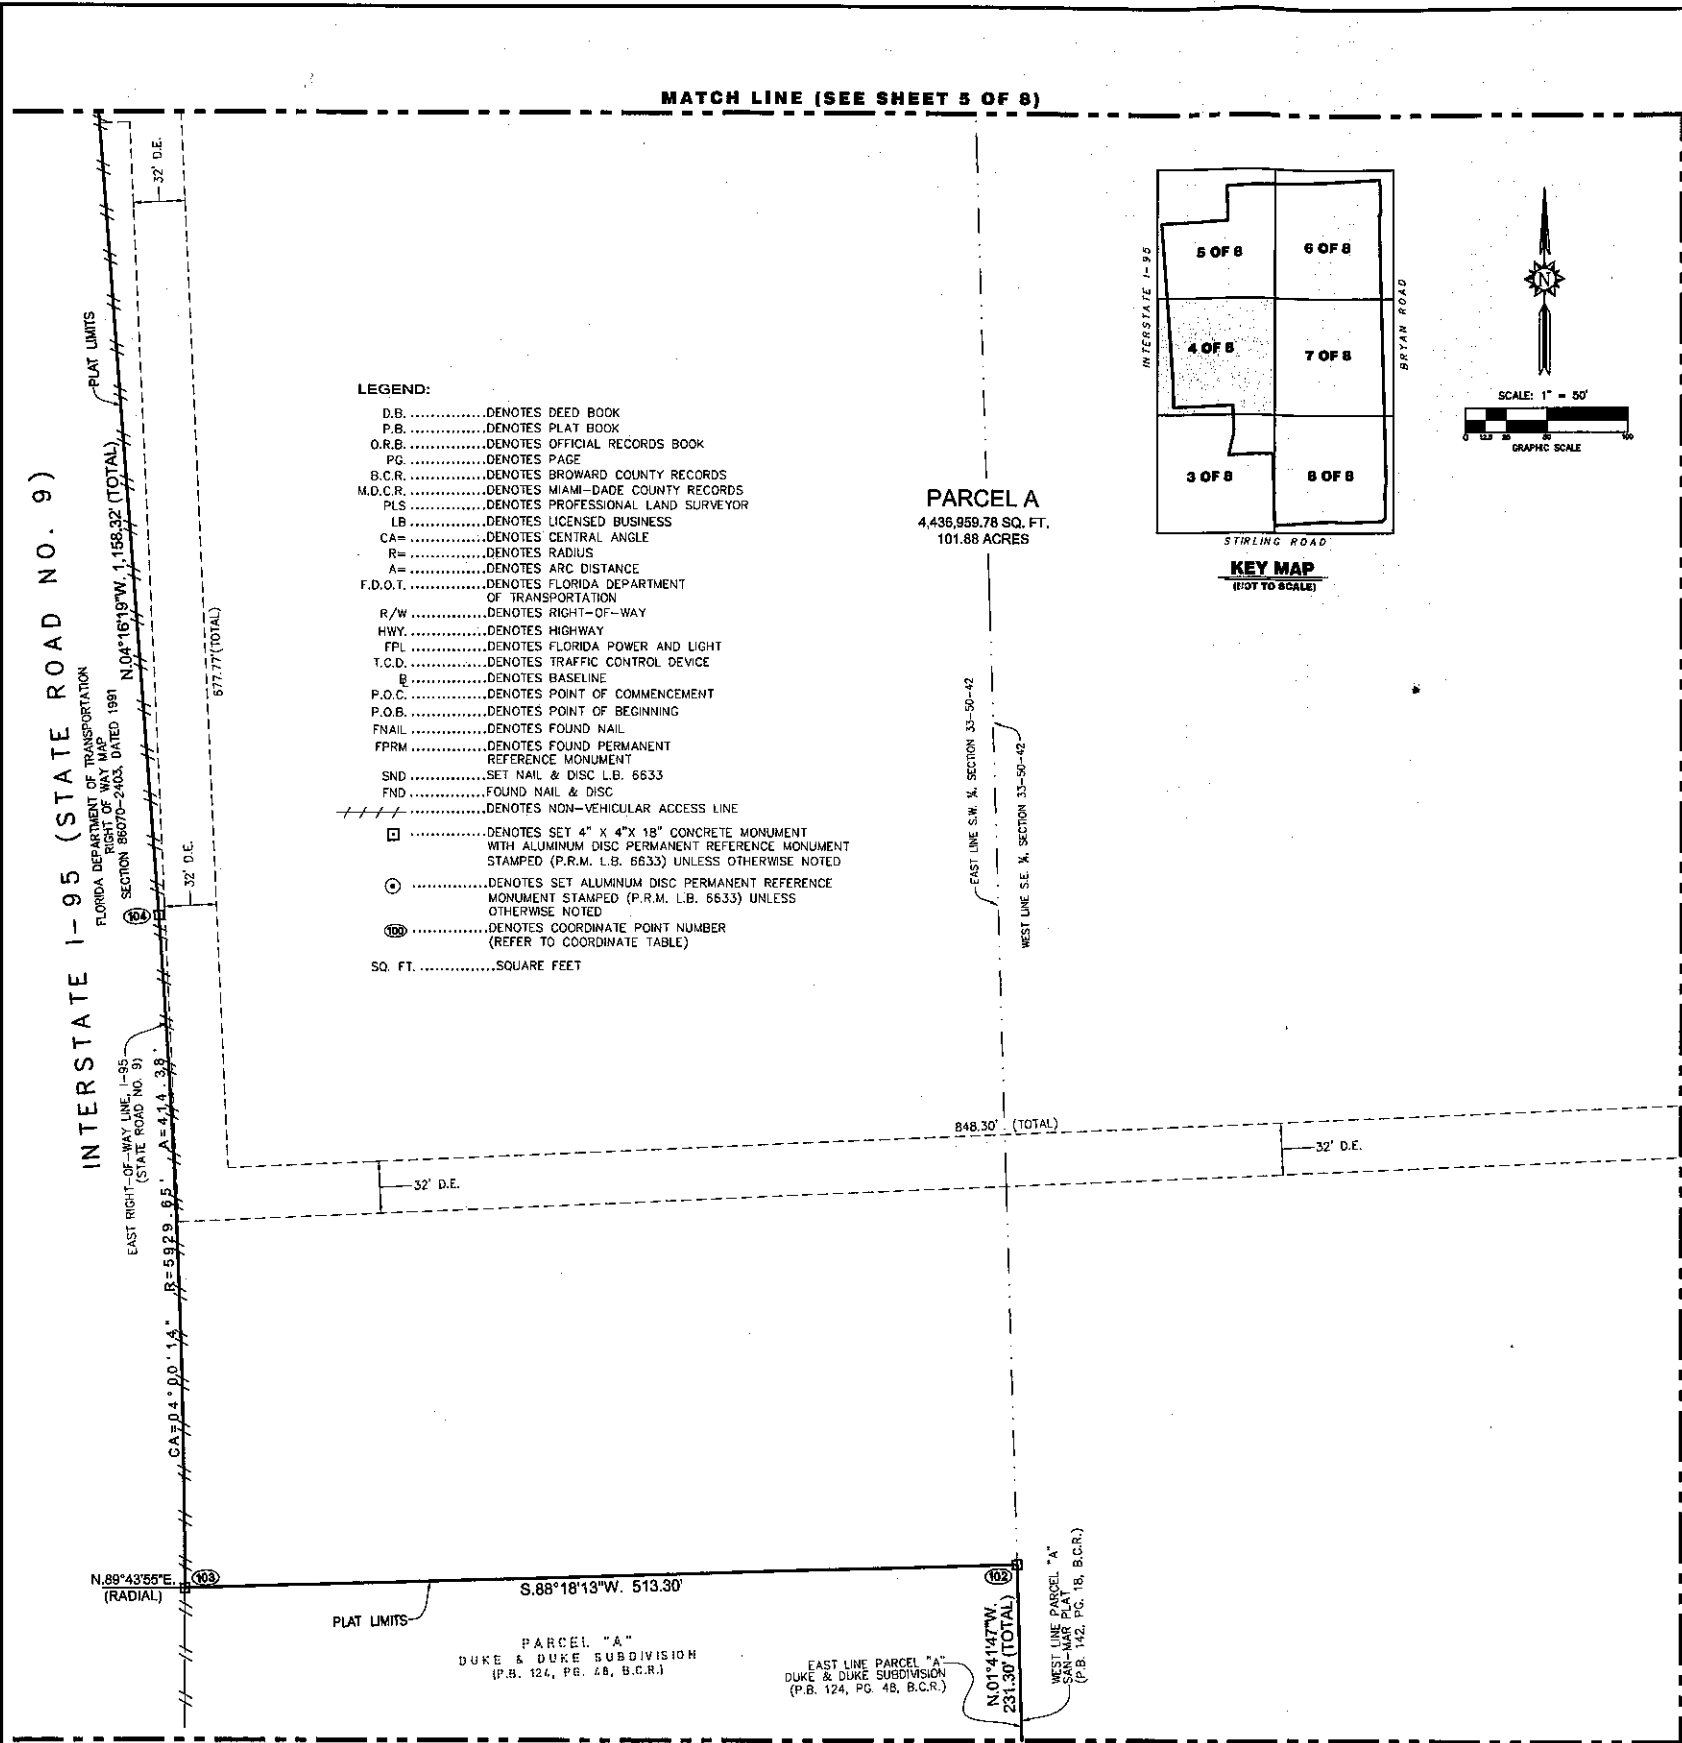 MATCH LINE (SEE SHEET 5 OF 8)
32' D.E.
PLAT LIMITS
INTERSTATE I-95 (STATE ROAD NO. 9)
FLORIDA DEPARTMENT OF TRANSPORTATION
RIGHT OF WAY MAP
SECTION 86070-2403, DATED 1991
N.04°16'19"W. 1,158.32' (TOTAL)
677.77'(TOTAL)
32' D.E.
104
EAST RIGHT-OF-WAY LINE, I-95
(STATE ROAD NO. 9)
CA=04°00'14" R=5929.65' A=414.38'
LEGEND:
D.B. ..............DENOTES DEED BOOK
P.B. ..............DENOTES PLAT BOOK
O.R.B. ..............DENOTES OFFICIAL RECORDS BOOK
PG. ..............DENOTES PAGE
B.C.R. ..............DENOTES BROWARD COUNTY RECORDS
M.D.C.R. ..............DENOTES MIAMI-DADE COUNTY RECORDS
PLS ..............DENOTES PROFESSIONAL LAND SURVEYOR
LB ..............DENOTES LICENSED BUSINESS
CA= ..............DENOTES CENTRAL ANGLE
R= ..............DENOTES RADIUS
A= ..............DENOTES ARC DISTANCE
F.D.O.T. ..............DENOTES FLORIDA DEPARTMENT
OF TRANSPORTATION
R/W ..............DENOTES RIGHT-OF-WAY
HWY. ..............DENOTES HIGHWAY
FPL ..............DENOTES FLORIDA POWER AND LIGHT
T.C.D. ..............DENOTES TRAFFIC CONTROL DEVICE
B ..............DENOTES BASELINE
P.O.C. ..............DENOTES POINT OF COMMENCEMENT
P.O.B. ..............DENOTES POINT OF BEGINNING
FNAIL ..............DENOTES FOUND NAIL
FPRM ..............DENOTES FOUND PERMANENT
REFERENCE MONUMENT
SND ..............SET NAIL & DISC L.B. 6633
FND ..............FOUND NAIL & DISC
..............DENOTES NON-VEHICULAR ACCESS LINE
..............DENOTES SET 4" X 4"X 18" CONCRETE MONUMENT
WITH ALUMINUM DISC PERMANENT REFERENCE MONUMENT
STAMPED (P.R.M. L.B. 6633) UNLESS OTHERWISE NOTED
..............DENOTES SET ALUMINUM DISC PERMANENT REFERENCE
MONUMENT STAMPED (P.R.M. L.B. 6633) UNLESS
OTHERWISE NOTED
100 ..............DENOTES COORDINATE POINT NUMBER
(REFER TO COORDINATE TABLE)
SQ. FT. ..............SQUARE FEET
PARCEL A
4,436,959.78 SQ. FT.
101.88 ACRES
EAST LINE S.W. ¼, SECTION 33-50-42
WEST LINE S.E. ¼, SECTION 33-50-42
INTERSTATE I-95
5 OF 8
6 OF 8
4 OF 8
7 OF 8
3 OF 8
8 OF 8
BRYAN ROAD
STIRLING ROAD
KEY MAP
(NOT TO SCALE)
N
SCALE: 1" = 50'
0 12.5 25 50 100
GRAPHIC SCALE
848.30' (TOTAL)
32' D.E.
32' D.E.
N.89°43'55"E.
(RADIAL)
103
S.88°18'13"W. 513.30'
102
PLAT LIMITS
PARCEL "A"
DUKE & DUKE SUBDIVISION
(P.B. 124, PG. 48, B.C.R.)
EAST LINE PARCEL "A"
DUKE & DUKE SUBDIVISION
(P.B. 124, PG. 48, B.C.R.)
N.01°41'47"W.
231.30' (TOTAL)
WEST LINE PARCEL "A"
SAN-MAR PLAT
(P.B. 142, PG. 18, B.C.R.)